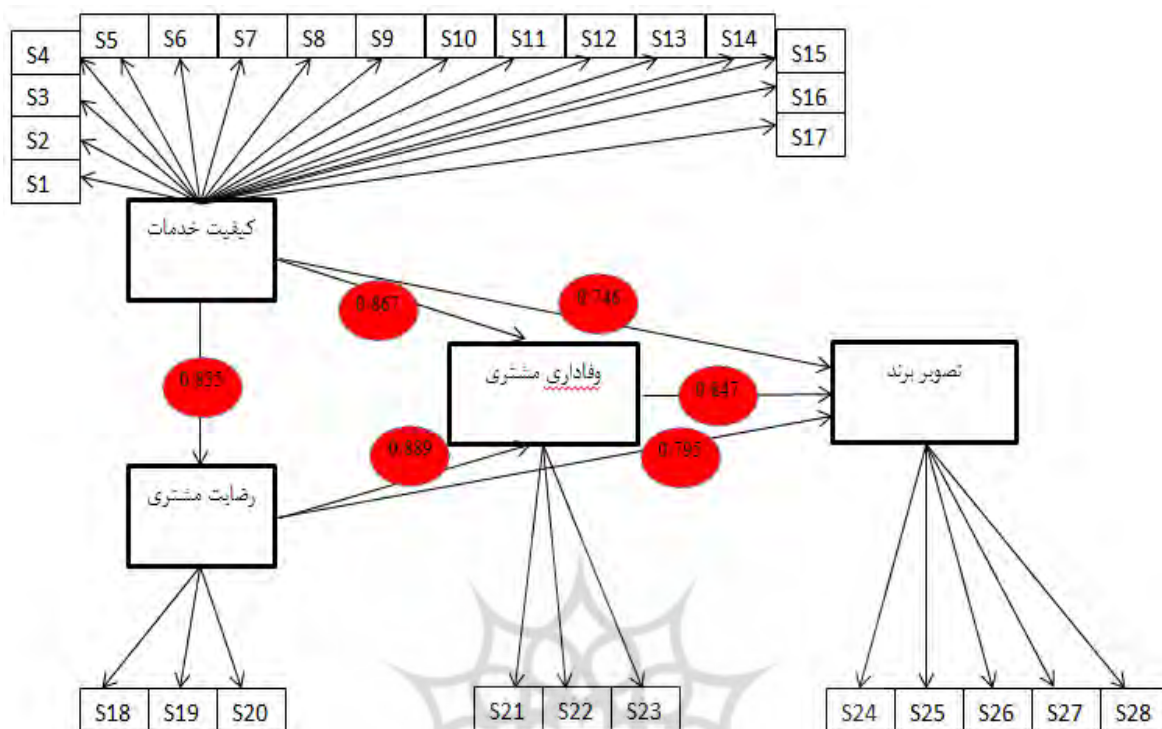 S4
S5 S6 S7 S8 S9 S10 S11 S12 S13 S14
S15
S3
S16
S2
S17
S1
کیفیت خدمات
0.867
0.746
وفاداری مشتری
تصویر برند
0.847
0.889
0.795
رضایت مشتری
S18 S19 S20
S21 S22 S23
S24 S25 S26 S27 S28